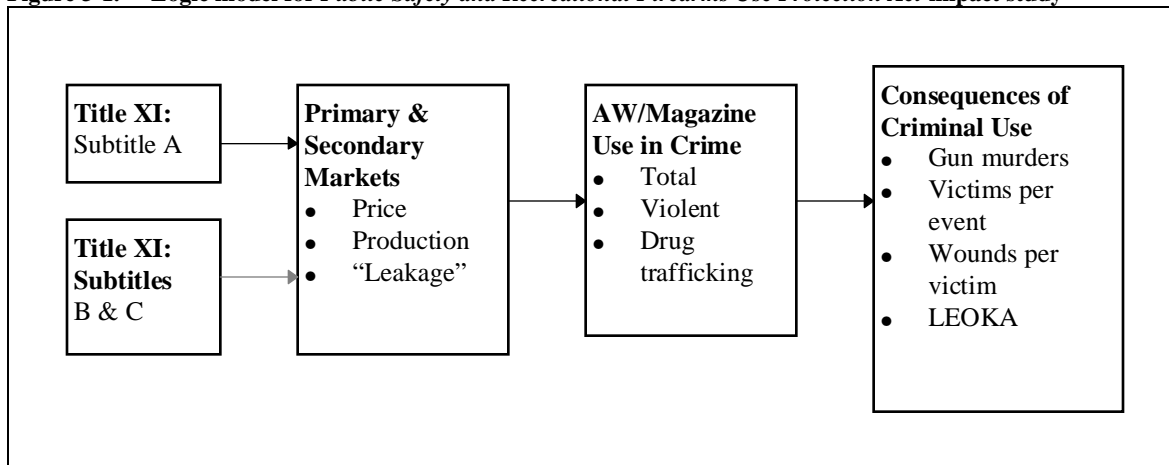 Figure 3-1. Logic model for Public Safety and Recreational Firearms Use Protection Act impact study
Title XI:
Subtitle A
Title XI:
Subtitles
B & C
Primary &
Secondary
Markets
● Price
● Production
● “Leakage”
AW/Magazine
Use in Crime
● Total
● Violent
● Drug
trafficking
Consequences of
Criminal Use
● Gun murders
● Victims per
event
● Wounds per
victim
● LEOKA